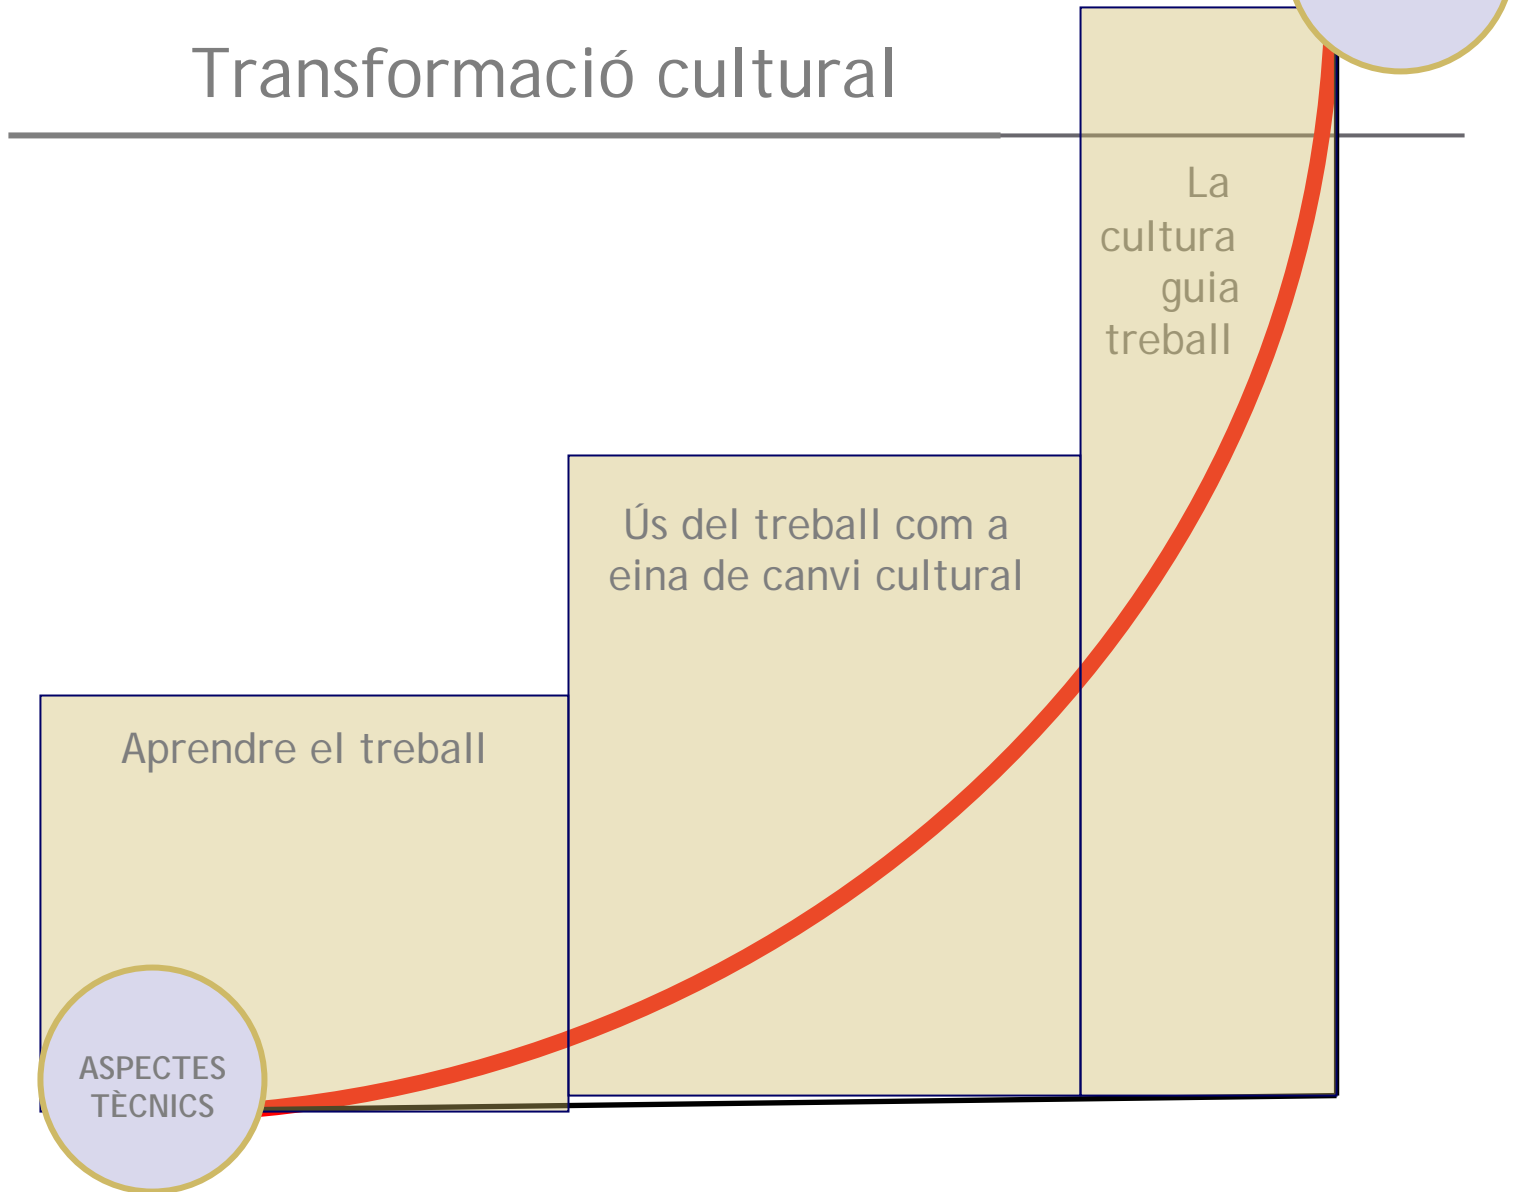 Transformació cultural
La
cultura
guia
treball
Ús del treball com a
eina de canvi cultural
Aprendre el treball
ASPECTES
TÈCNICS